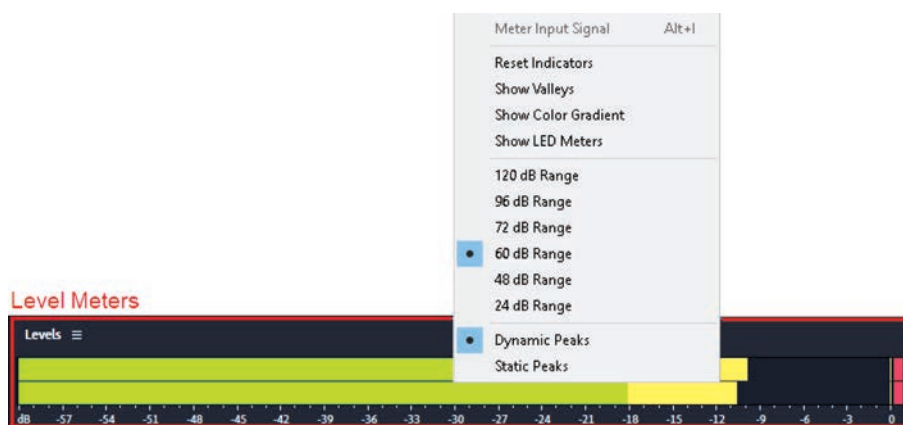 Meter Input Signal Alt+I
Reset Indicators
Show Valleys
Show Color Gradient
Show LED Meters
120 dB Range
96 dB Range
72 dB Range
60 dB Range
48 dB Range
24 dB Range
Dynamic Peaks
Static Peaks
Level Meters
Levels
dB -57 -54 -51 -48 -45 -42 -39 -36 -33 -30 -27 -24 -21 -18 -15 -12 -9 -6 -3 0